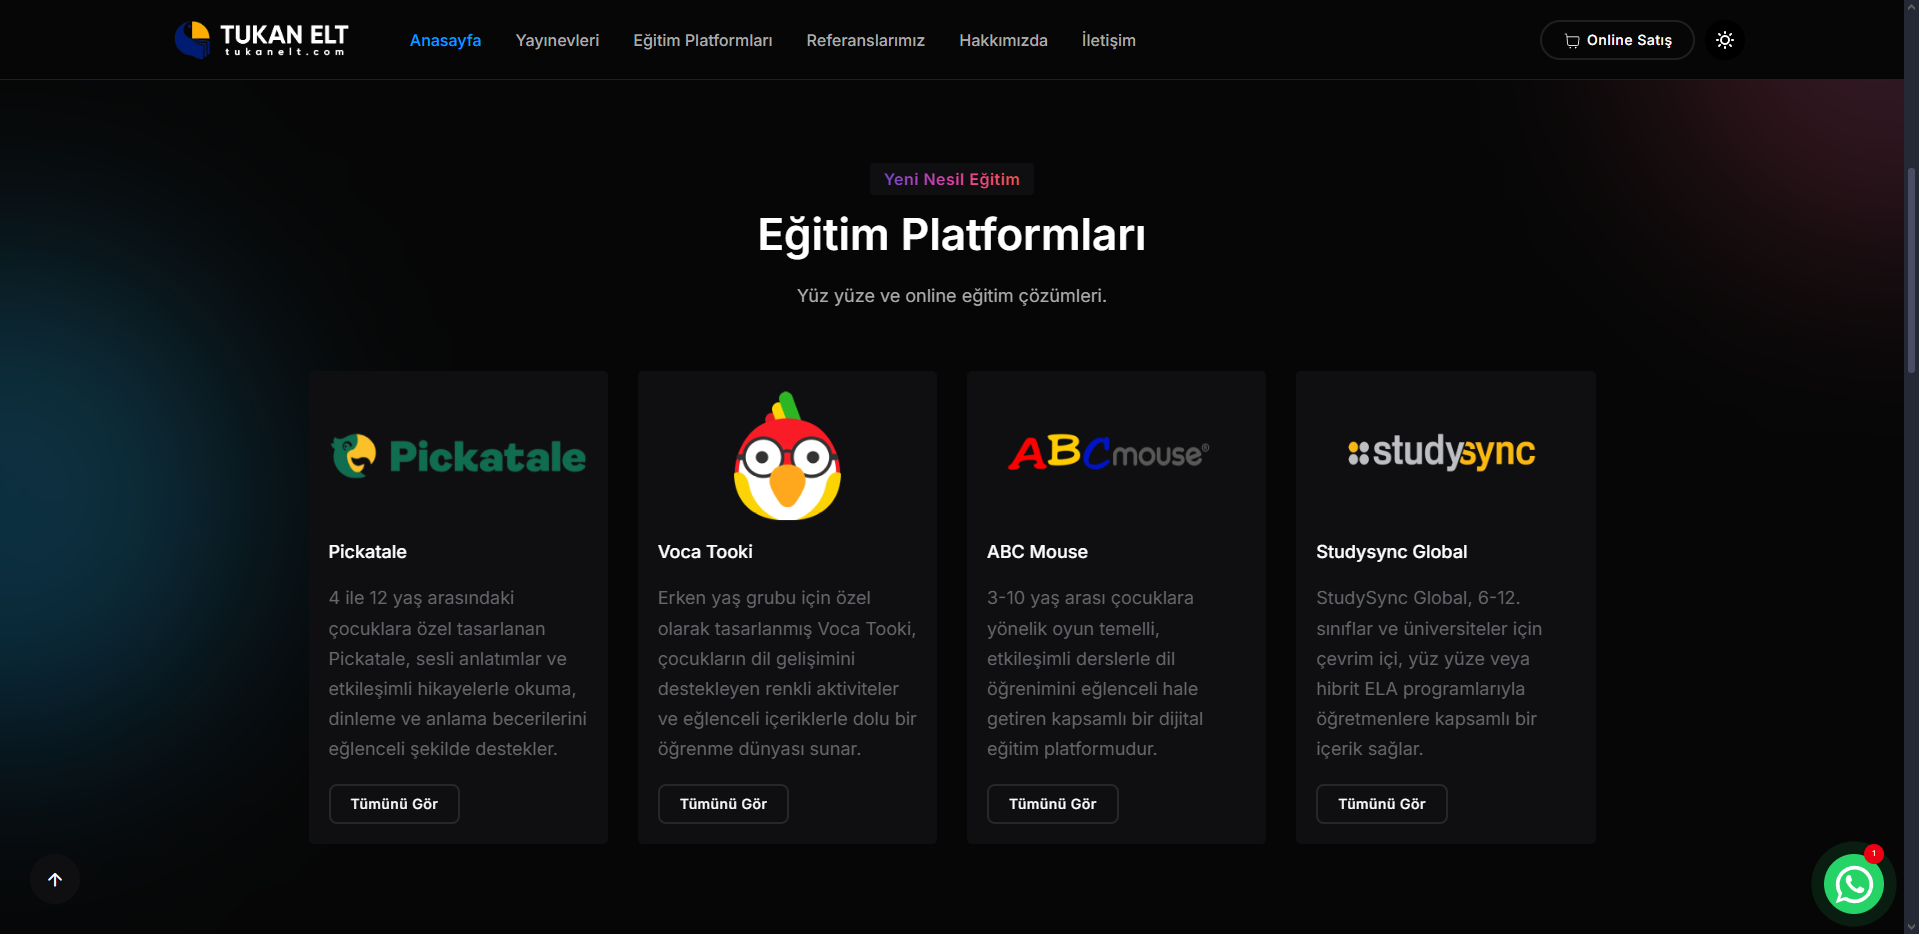 TUKAN ELT
tukanelt.com
Anasayfa
Yayınevleri
Eğitim Platformları
Referanslarımız
Hakkımızda
İletişim
Online Satış
Yeni Nesil Eğitim
Eğitim Platformları
Yüz yüze ve online eğitim çözümleri.
Pickatale
Pickatale
4 ile 12 yaş arasındaki
çocuklara özel tasarlanan
Pickatale, sesli anlatımlar ve
etkileşimli hikayelerle okuma,
dinleme ve anlama becerilerini
eğlenceli şekilde destekler.
Tümünü Gör
Voca Tooki
Erken yaş grubu için özel
olarak tasarlanmış Voca Tooki,
çocukların dil gelişimini
destekleyen renkli aktiviteler
ve eğlenceli içeriklerle dolu bir
öğrenme dünyası sunar.
Tümünü Gör
ABCmouse®
ABC Mouse
3-10 yaş arası çocuklara
yönelik oyun temelli,
etkileşimli derslerle dil
öğrenimini eğlenceli hale
getiren kapsamlı bir dijital
eğitim platformudur.
Tümünü Gör
studysync
Studysync Global
StudySync Global, 6-12.
sınıflar ve üniversiteler için
çevrim içi, yüz yüze veya
hibrit ELA programlarıyla
öğretmenlere kapsamlı bir
içerik sağlar.
Tümünü Gör
1